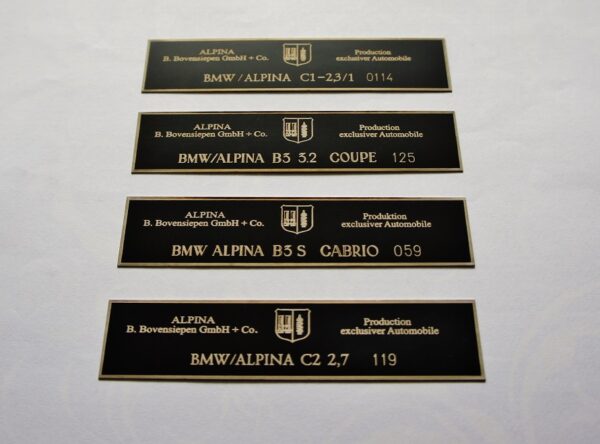 ALPINA
B. Bovensiepen GmbH + Co.
Production
exclusiver Automobile
BMW/ALPINA C1-2,3/1 0114
ALPINA
B. Bovensiepen GmbH + Co.
Production
exclusiver Automobile
BMW/ALPINA B3 3.2 COUPE 125
ALPINA
B. Bovensiepen GmbH + Co.
Produktion
exclusiver Automobile
BMW ALPINA B3 S CABRIO 059
ALPINA
B. Bovensiepen GmbH + Co.
Production
exclusiver Automobile
BMW/ALPINA C2 2,7 119